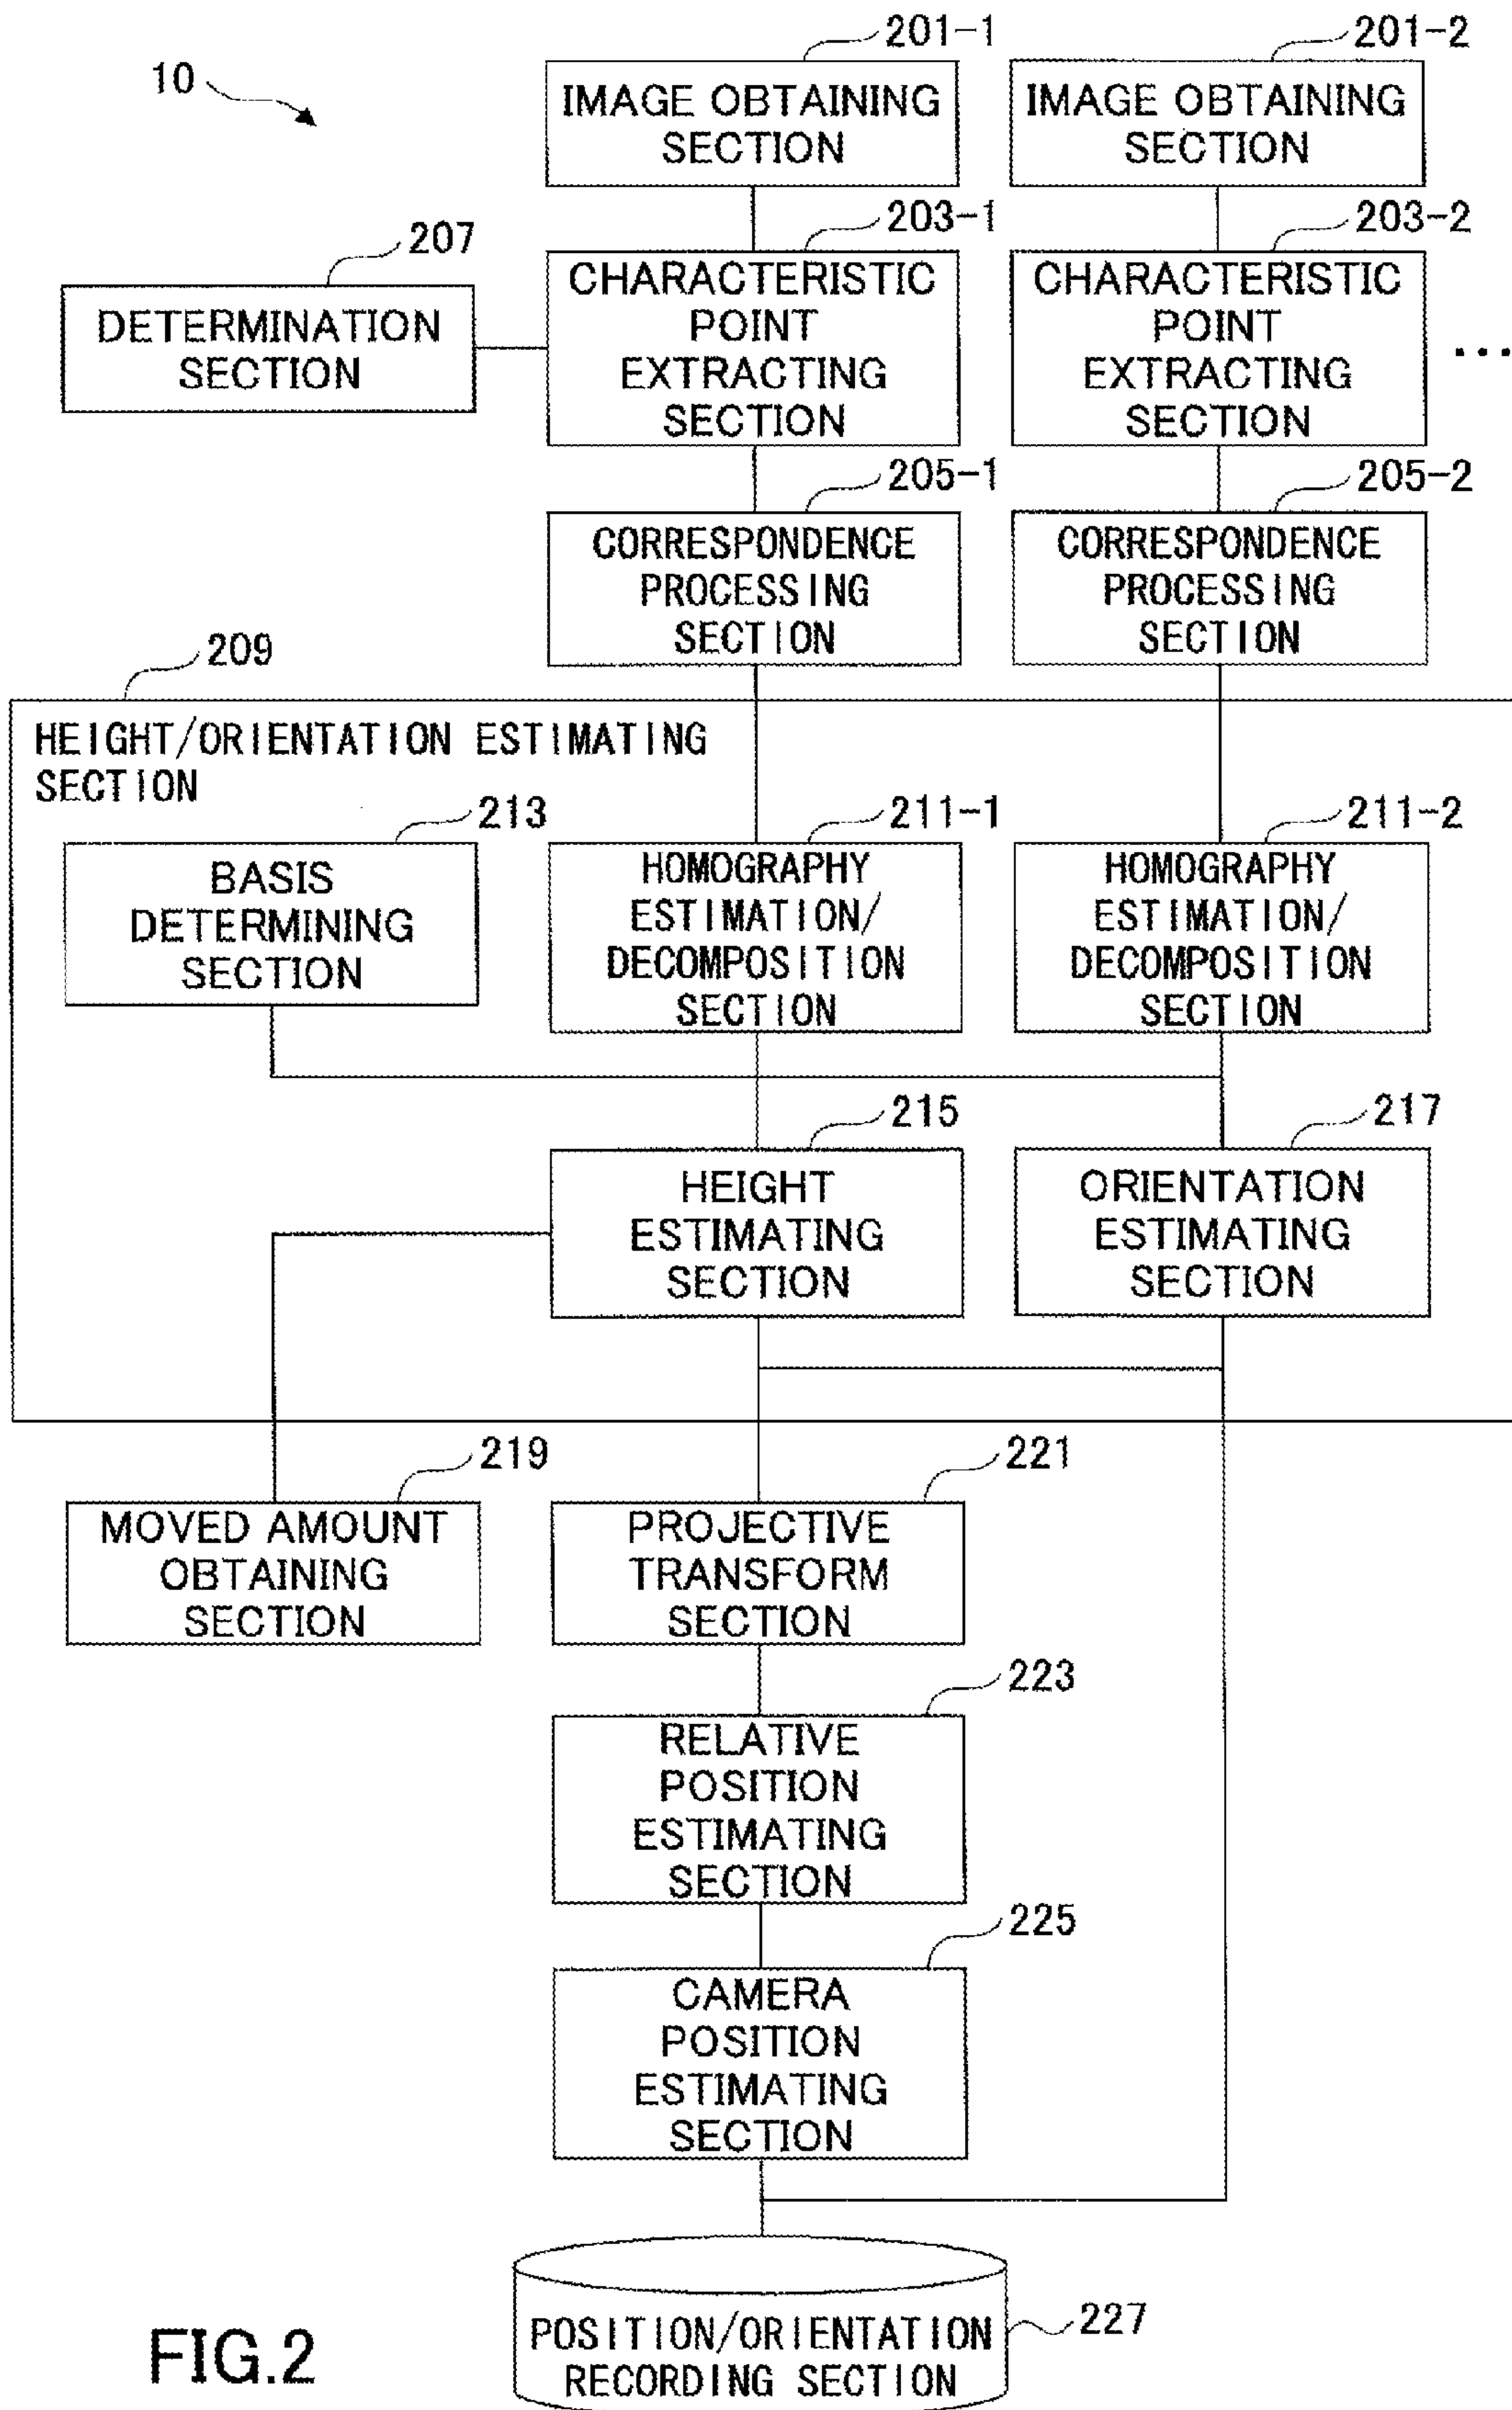 10
201-1
201-2
IMAGE OBTAINING
SECTION
IMAGE OBTAINING
SECTION
203-1
203-2
207
DETERMINATION
SECTION
CHARACTERISTIC
POINT
EXTRACTING
SECTION
CHARACTERISTIC
POINT
EXTRACTING
SECTION
...
205-1
205-2
CORRESPONDENCE
PROCESSING
SECTION
CORRESPONDENCE
PROCESSING
SECTION
209
HEIGHT/ORIENTATION ESTIMATING
SECTION
213
211-1
211-2
BASIS
DETERMINING
SECTION
HOMOGRAPHY
ESTIMATION/
DECOMPOSITION
SECTION
HOMOGRAPHY
ESTIMATION/
DECOMPOSITION
SECTION
215
217
HEIGHT
ESTIMATING
SECTION
ORIENTATION
ESTIMATING
SECTION
219
221
MOVED AMOUNT
OBTAINING
SECTION
PROJECTIVE
TRANSFORM
SECTION
223
RELATIVE
POSITION
ESTIMATING
SECTION
225
CAMERA
POSITION
ESTIMATING
SECTION
227
POSITION/ORIENTATION
RECORDING SECTION
FIG.2